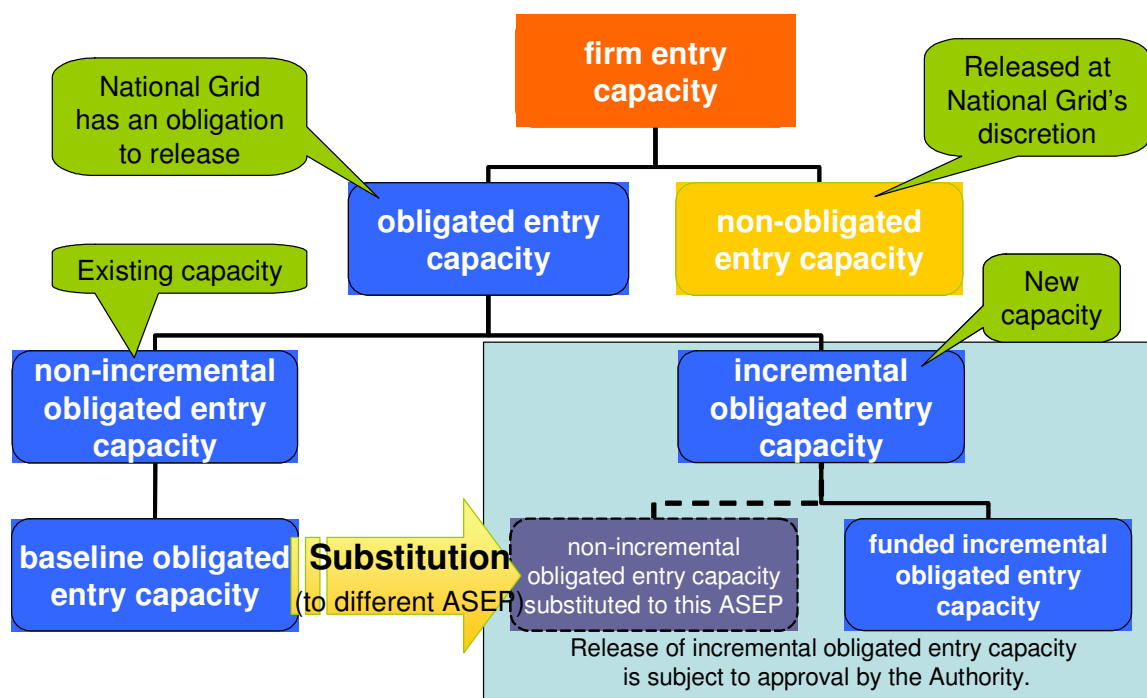 firm entry
capacity
National Grid
has an obligation
to release
Released at
National Grid's
discretion
obligated entry
capacity
non-obligated
entry capacity
Existing capacity
New
capacity
non-incremental
obligated entry
capacity
incremental
obligated entry
capacity
baseline obligated
entry capacity
Substitution
(to different ASEP)
non-incremental
obligated entry capacity
substituted to this ASEP
funded incremental
obligated entry
capacity
Release of incremental obligated entry capacity
is subject to approval by the Authority.